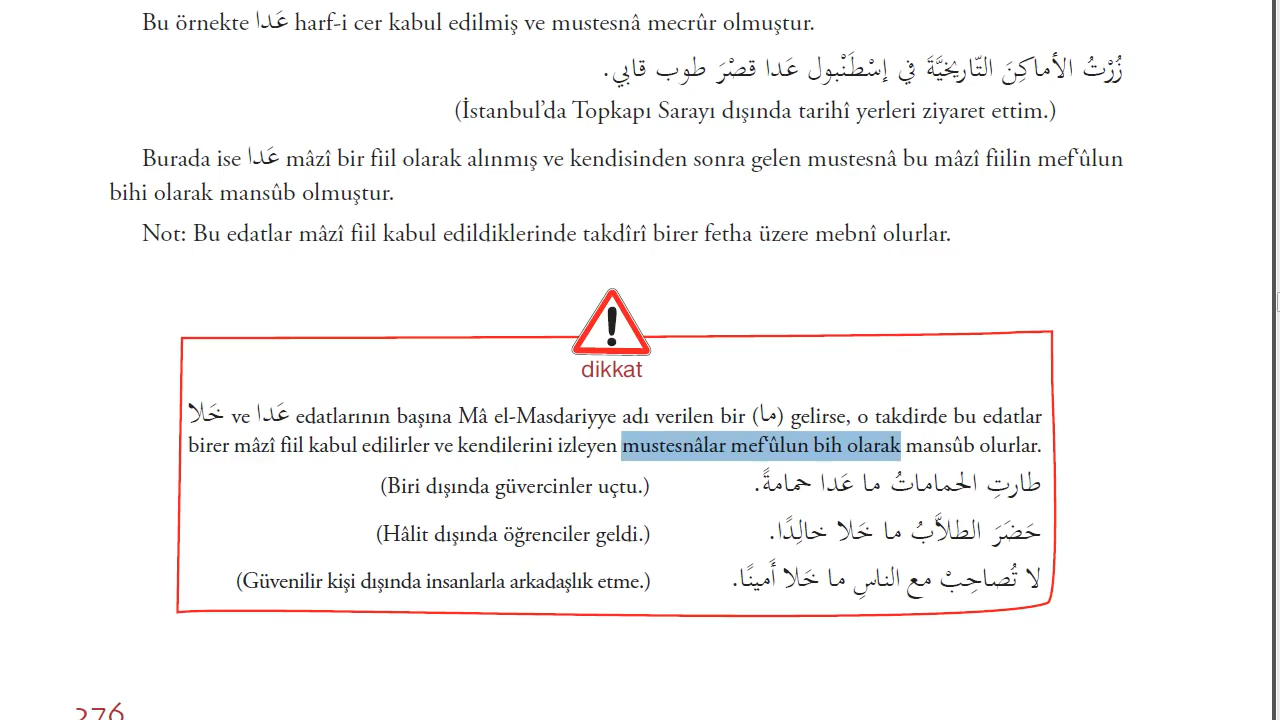 Bu örnekte عَدا harf-i cer kabul edilmiş ve mustesnâ mecrûr olmuştur.
زُرْتُ الأماكِنَ التّاريخيَّةَ في إسْطَنْبول عَدا قصْرَ طوب قابي.
(İstanbul’da Topkapı Sarayı dışında tarihî yerleri ziyaret ettim.)
Burada ise عَدا mâzî bir fiil olarak alınmış ve kendisinden sonra gelen mustesnâ bu mâzî fiilin mef‘ûlun
bihi olarak mansûb olmuştur.
Not: Bu edatlar mâzî fiil kabul edildiklerinde takdîrî birer fetha üzere mebnî olurlar.
dikkat
خَلا ve عَدا edatlarının başına Mâ el-Masdariyye adı verilen bir (ما) gelirse, o takdirde bu edatlar
birer mâzî fiil kabul edilirler ve kendilerini izleyen mustesnâlar mef‘ûlun bih olarak mansûb olurlar.
طارتِ الحماماتُ ما عَدا حمامةً. (Biri dışında güvercinler uçtu.)
حَضَرَ الطلاَّبُ ما خَلا خالِدًا. (Hâlit dışında öğrenciler geldi.)
لا تُصاحِبْ مع الناسِ ما خَلا أَمينًا. (Güvenilir kişi dışında insanlarla arkadaşlık etme.)
276